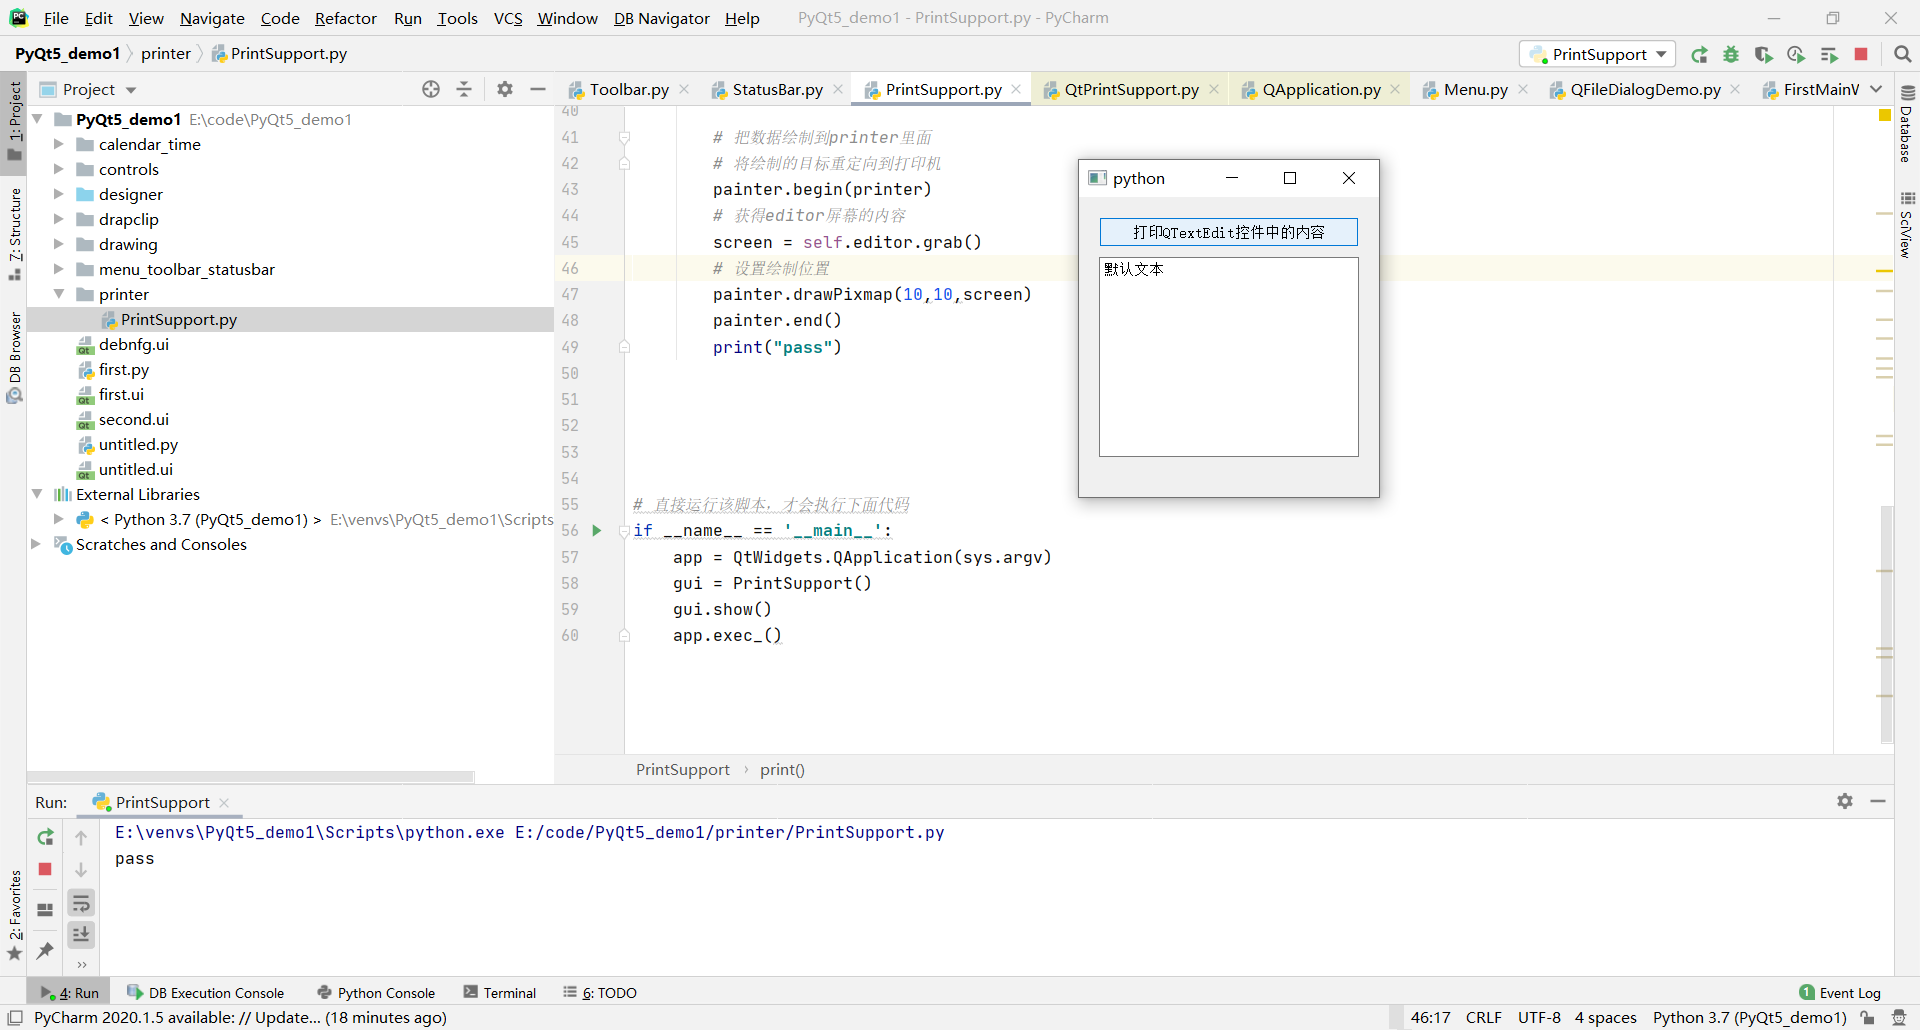 File Edit View Navigate Code Refactor Run Tools VCS Window DB Navigator Help PyQt5_demo1 - PrintSupport.py - PyCharm
PyQt5_demo1 printer PrintSupport.py PrintSupport
Project Toolbar.py StatusBar.py PrintSupport.py QtPrintSupport.py QApplication.py Menu.py QFileDialogDemo.py FirstMainW
1: Project
7: Structure
DB Browser
2: Favorites
PyQt5_demo1 E:\code\PyQt5_demo1
calendar_time
controls
designer
drapclip
drawing
menu_toolbar_statusbar
printer
PrintSupport.py
debnfg.ui
first.py
first.ui
second.ui
untitled.py
untitled.ui
External Libraries
< Python 3.7 (PyQt5_demo1) > E:\venvs\PyQt5_demo1\Scripts
Scratches and Consoles
40
41 # 把数据绘制到printer里面
42 # 将绘制的目标重定向到打印机
43 painter.begin(printer)
44 # 获得editor屏幕的内容
45 screen = self.editor.grab()
46 # 设置绘制位置
47 painter.drawPixmap(10,10,screen)
48 painter.end()
49 print("pass")
50
51
52
53
54
55 # 直接运行该脚本，才会执行下面代码
56 if __name__ == '__main__':
57 app = QtWidgets.QApplication(sys.argv)
58 gui = PrintSupport()
59 gui.show()
60 app.exec_()
PrintSupport › print()
python
打印QTextEdit控件中的内容
默认文本
Database
SciView
Run: PrintSupport
E:\venvs\PyQt5_demo1\Scripts\python.exe E:/code/PyQt5_demo1/printer/PrintSupport.py
pass
4: Run DB Execution Console Python Console Terminal 6: TODO 1 Event Log
PyCharm 2020.1.5 available: // Update... (18 minutes ago) 46:17 CRLF UTF-8 4 spaces Python 3.7 (PyQt5_demo1)